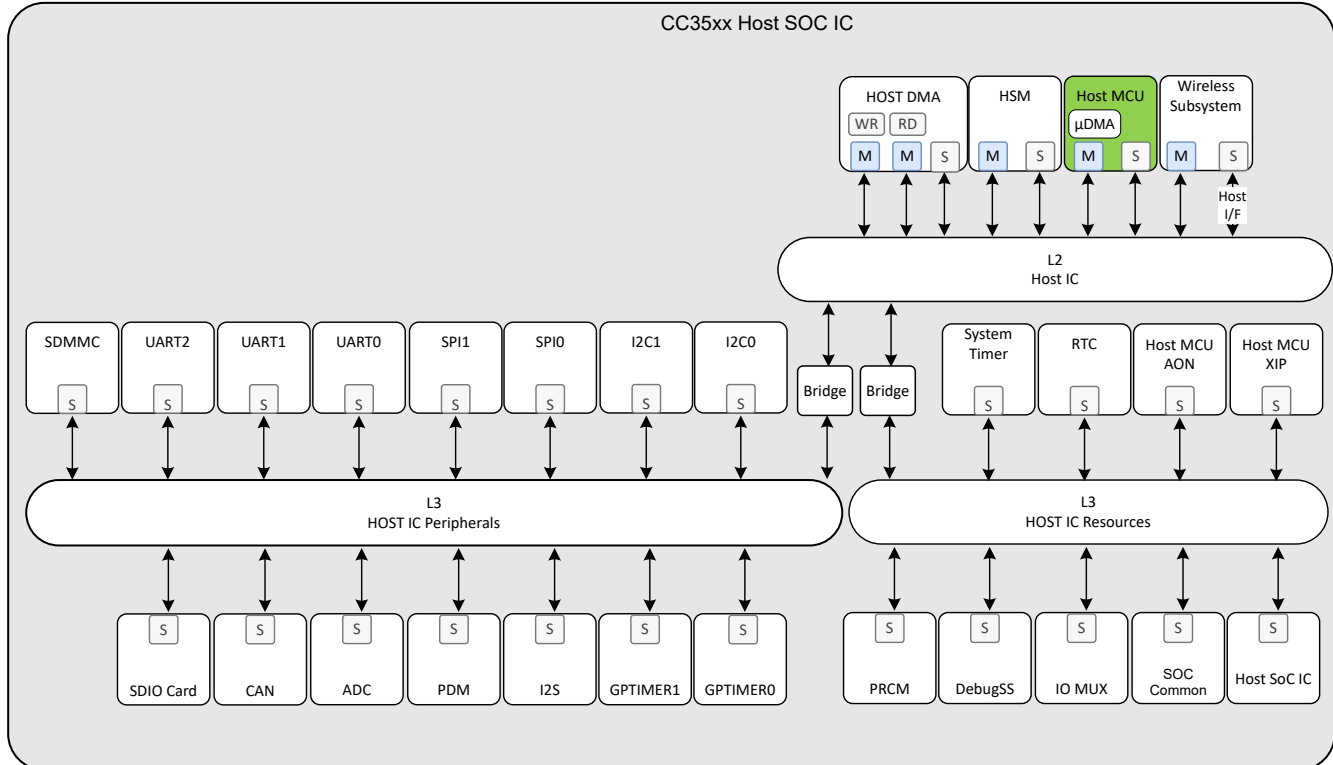 CC35xx Host SOC IC
HOST DMA
HSM
Host MCU
Wireless
Subsystem
WR
RD
µDMA
M
M
S
M
S
M
S
M
S
Host
I/F
L2
Host IC
SDMMC
UART2
UART1
UART0
SPI1
SPI0
I2C1
I2C0
S
S
S
S
S
S
S
S
Bridge
Bridge
System
Timer
RTC
Host MCU
AON
Host MCU
XIP
S
S
S
S
L3
HOST IC Peripherals
L3
HOST IC Resources
S
S
S
S
S
S
S
SDIO Card
CAN
ADC
PDM
I2S
GPTIMER1
GPTIMER0
S
S
S
S
S
PRCM
DebugSS
IO MUX
SOC
Common
Host SoC IC